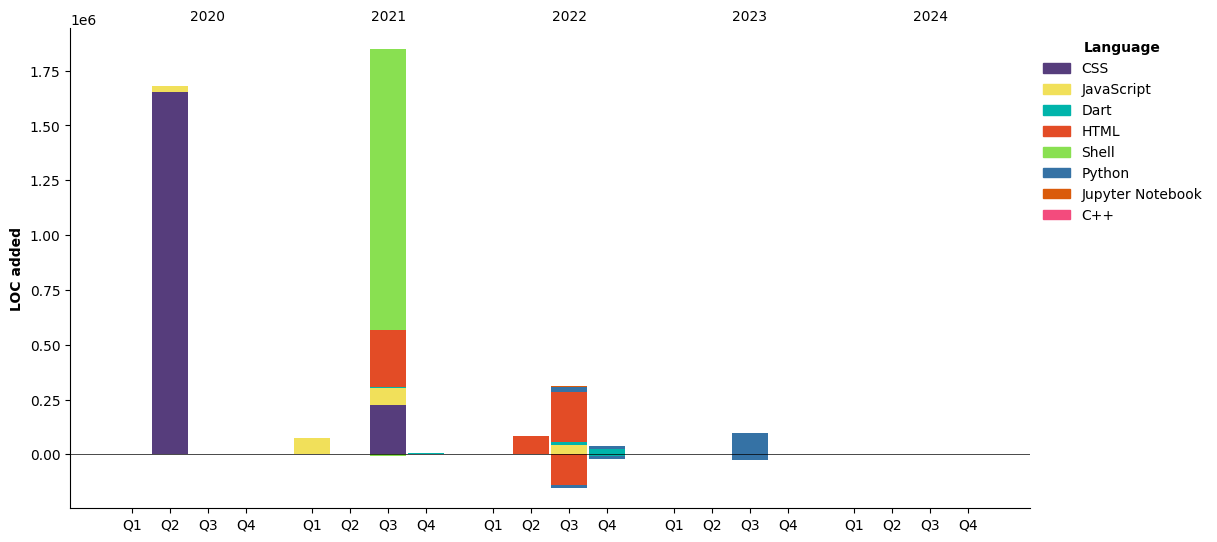 1e6
2020 2021 2022 2023 2024
Language
CSS
JavaScript
Dart
HTML
Shell
Python
Jupyter Notebook
C++
LOC added
1.75
1.50
1.25
1.00
0.75
0.50
0.25
0.00
Q1 Q2 Q3 Q4 Q1 Q2 Q3 Q4 Q1 Q2 Q3 Q4 Q1 Q2 Q3 Q4 Q1 Q2 Q3 Q4